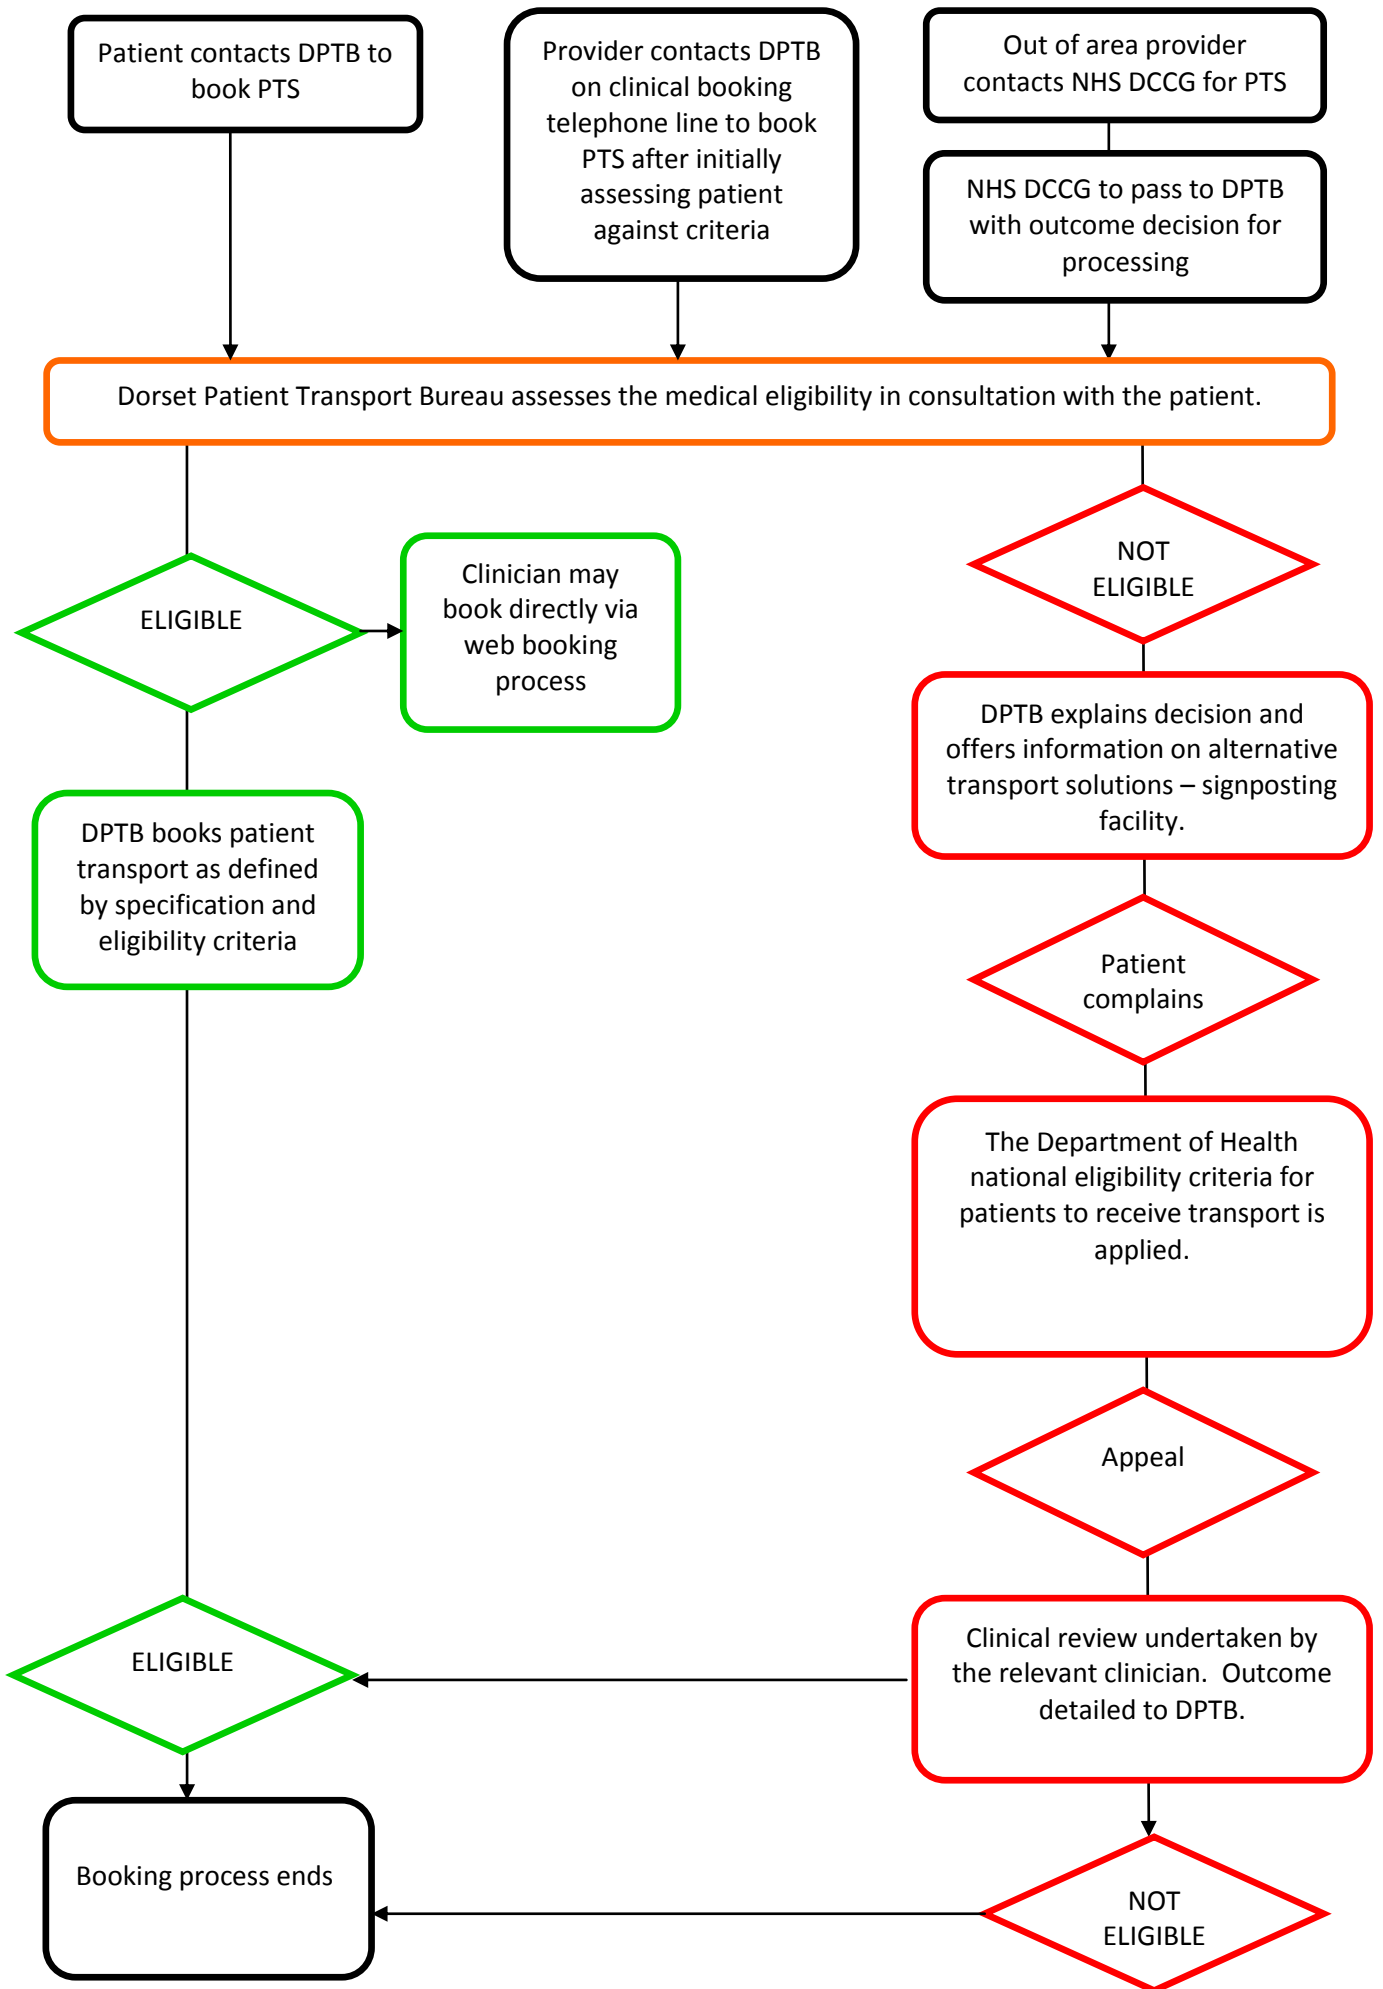 Patient contacts DPTB to
book PTS
Provider contacts DPTB
on clinical booking
telephone line to book
PTS after initially
assessing patient
against criteria
Out of area provider
contacts NHS DCCG for PTS
NHS DCCG to pass to DPTB
with outcome decision for
processing
Dorset Patient Transport Bureau assesses the medical eligibility in consultation with the patient.
ELIGIBLE
Clinician may
book directly via
web booking
process
NOT
ELIGIBLE
DPTB explains decision and
offers information on alternative
transport solutions – signposting
facility.
DPTB books patient
transport as defined
by specification and
eligibility criteria
Patient
complains
The Department of Health
national eligibility criteria for
patients to receive transport is
applied.
Appeal
Clinical review undertaken by
the relevant clinician.  Outcome
detailed to DPTB.
ELIGIBLE
Booking process ends
NOT
ELIGIBLE